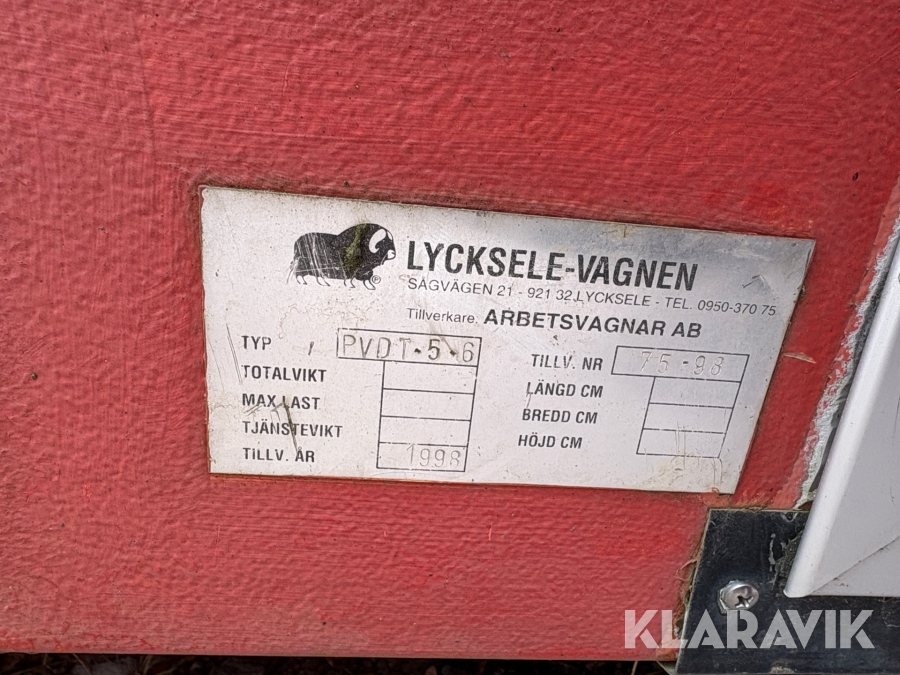 LYCKSELE-VAGNEN
SÅGVÄGEN 21 - 921 32 LYCKSELE - TEL. 0950-370 75
Tillverkare: ARBETSVAGNAR AB
TYP PVDT-5-6
TOTALVIKT
MAX LAST
TJÄNSTEVIKT
TILLV. ÅR 1998
TILLV. NR 75-98
LÄNGD CM
BREDD CM
HÖJD CM
KLARAVIK